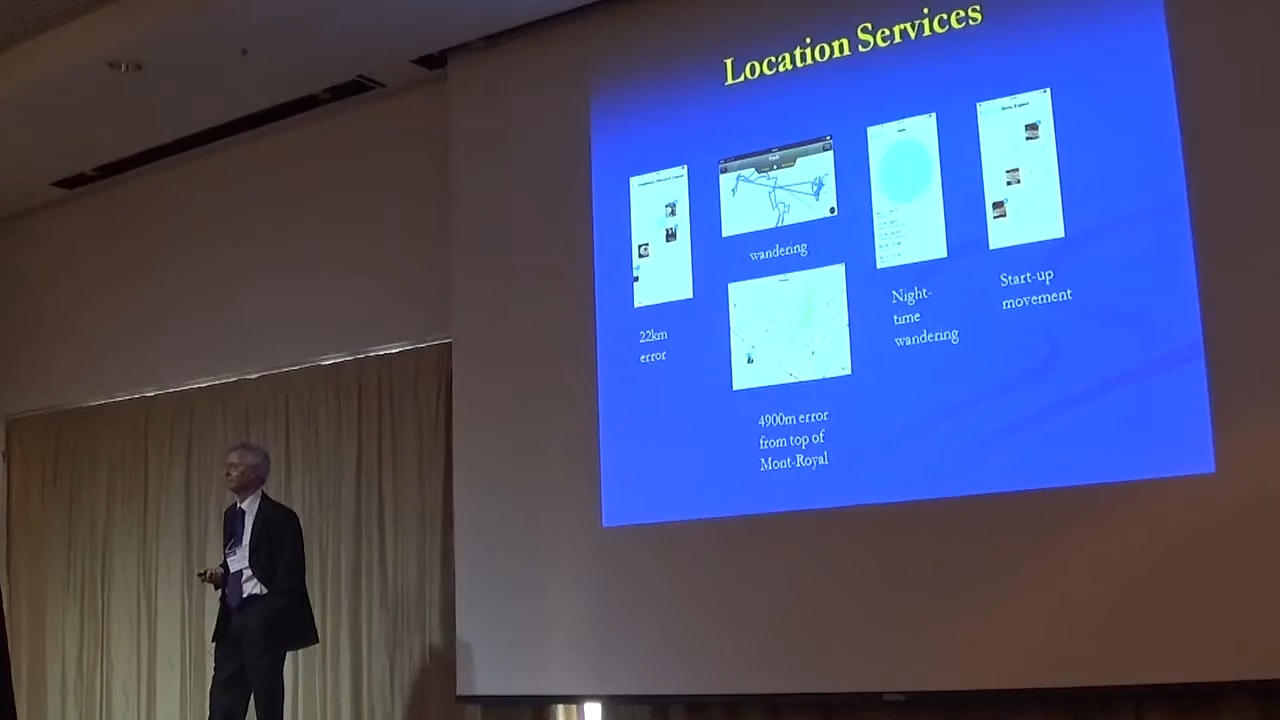 Location Services
22km
error
wandering
4900m error
from top of
Mont-Royal
Night-
time
wandering
Start-up
movement